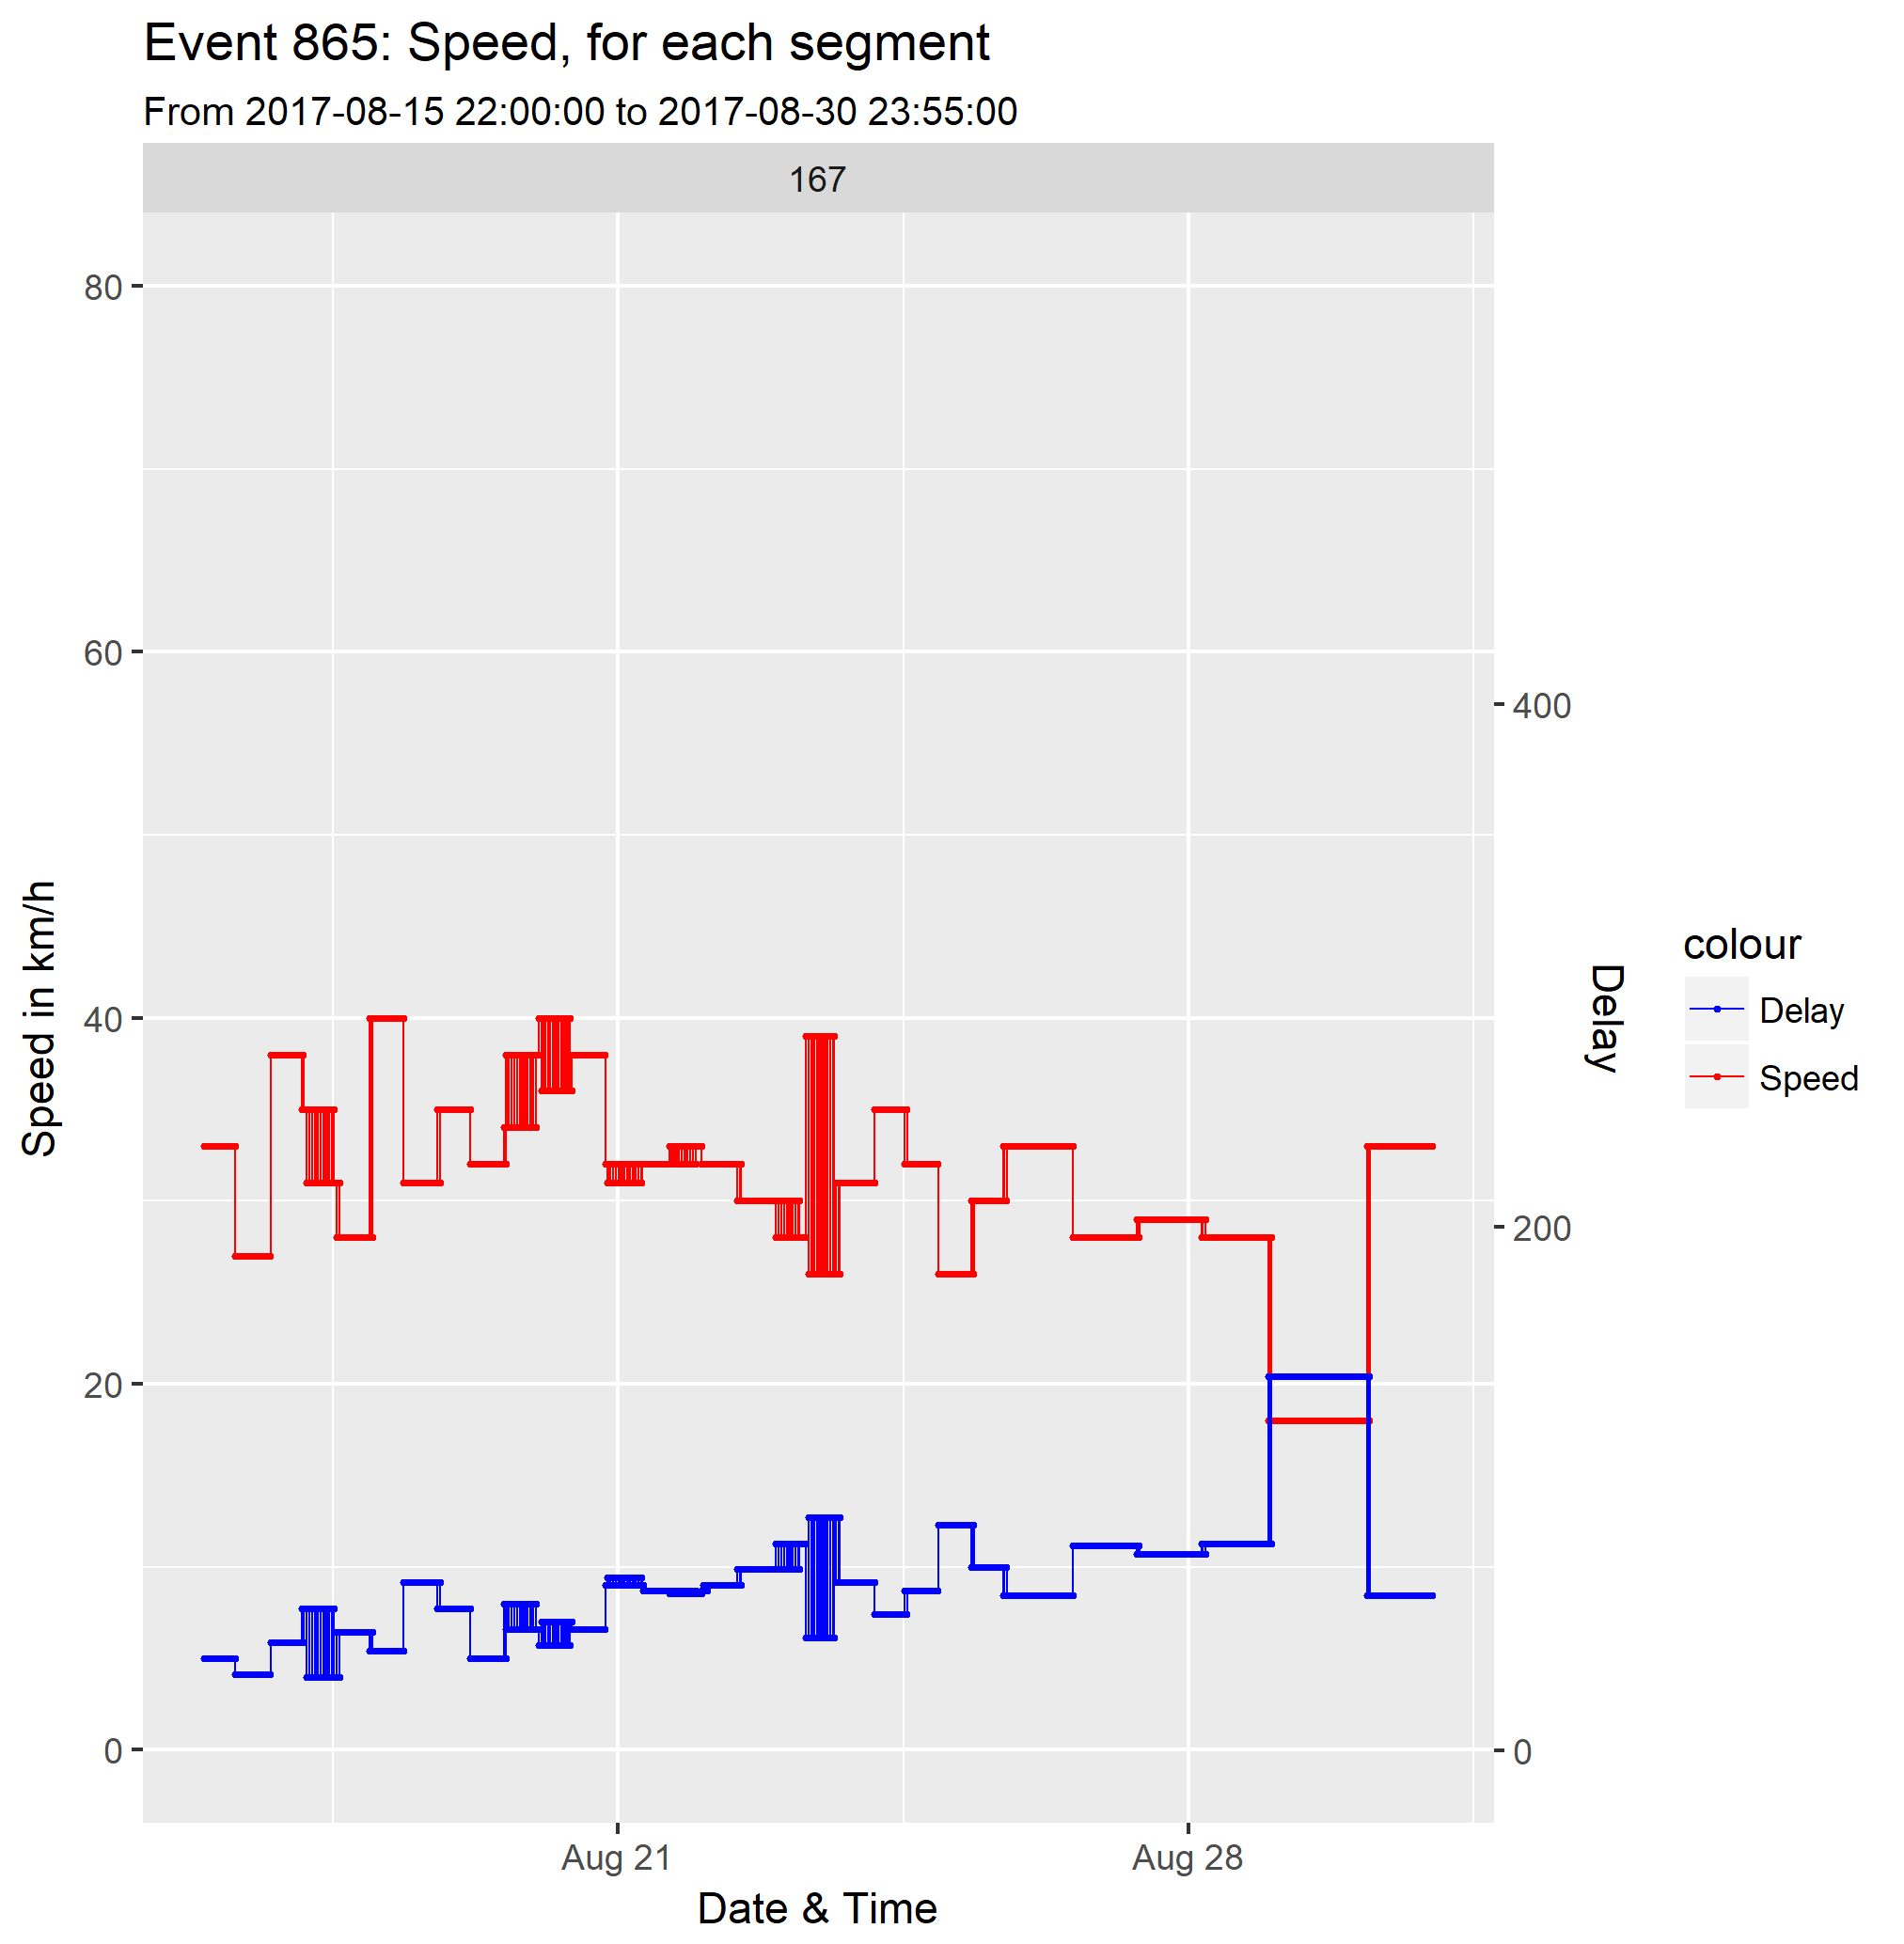 Event 865: Speed, for each segment
From 2017-08-15 22:00:00 to 2017-08-30 23:55:00
167
80
60
40
20
0
Speed in km/h
400
200
0
Delay
Aug 21
Aug 28
Date & Time
colour
Delay
Speed